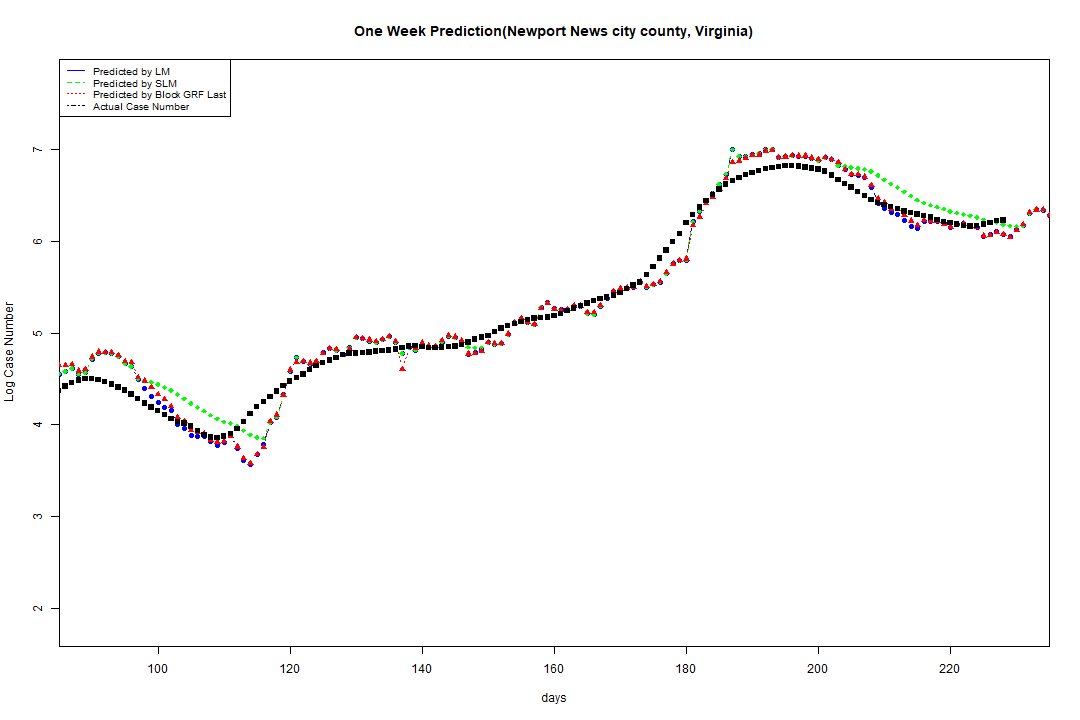 One Week Prediction(Newport News city county, Virginia)
Predicted by LM
Predicted by SLM
Predicted by Block GRF Last
Actual Case Number
7
6
5
4
3
2
Log Case Number
100 120 140 160 180 200 220
days